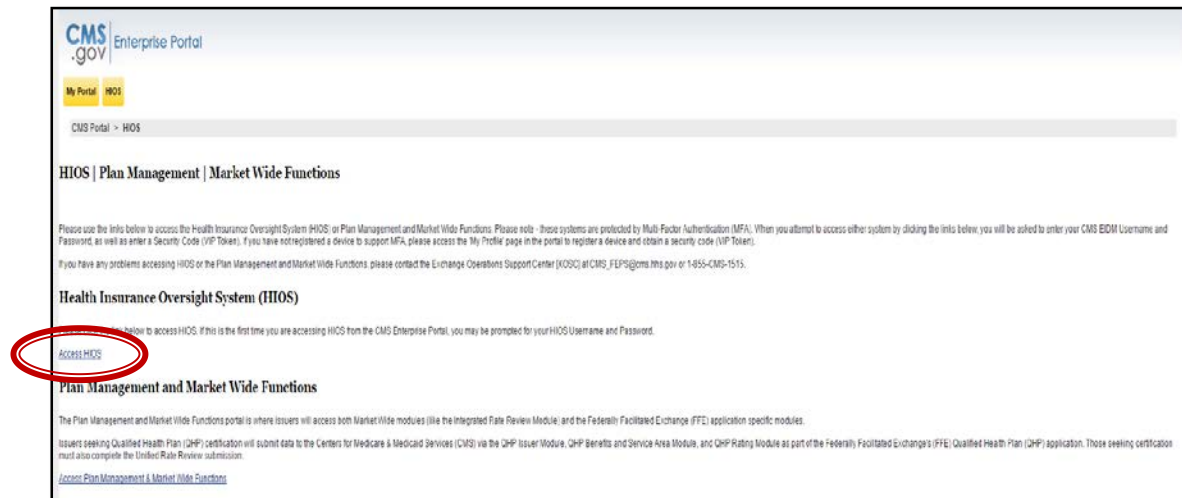 CMS
.gov
Enterprise Portal
My Portal HIOS
CMS Portal > HIOS
HIOS | Plan Management | Market Wide Functions
Please use the links below to access the Health Insurance Oversight System (HIOS) or Plan Management and Market Wide Functions. Please note - these systems are protected by Multi-Factor Authentication (MFA). When you attempt to access either system by clicking the links below, you will be asked to enter your CMS EIDM Username and
Password, as well as enter a Security Code (VIP Token). If you have not registered a device to support MFA, please access the 'My Profile' page in the portal to register a device and obtain a security code (VIP Token).
If you have any problems accessing HIOS or the Plan Management and Market Wide Functions, please contact the Exchange Operations Support Center [XOSC] at CMS_FEPS@cms.hhs.gov or 1-855-CMS-1515.
Health Insurance Oversight System (HIOS)
below to access HIOS. If this is the first time you are accessing HIOS from the CMS Enterprise Portal, you may be prompted for your HIOS Username and Password.
Access HIOS
Plan Management and Market Wide Functions
The Plan Management and Market Wide Functions portal is where issuers will access both Market Wide modules (like the Integrated Rate Review Module) and the Federally Facilitated Exchange (FFE) application specific modules.
Issuers seeking Qualified Health Plan (QHP) certification will submit data to the Centers for Medicare & Medicaid Services (CMS) via the QHP Issuer Module, QHP Benefits and Service Area Module, and QHP Rating Module as part of the Federally Facilitated Exchange's (FFE) Qualified Health Plan (QHP) application. Those seeking certification
must also complete the Unified Rate Review submission.
Access Plan Management & Market Wide Functions